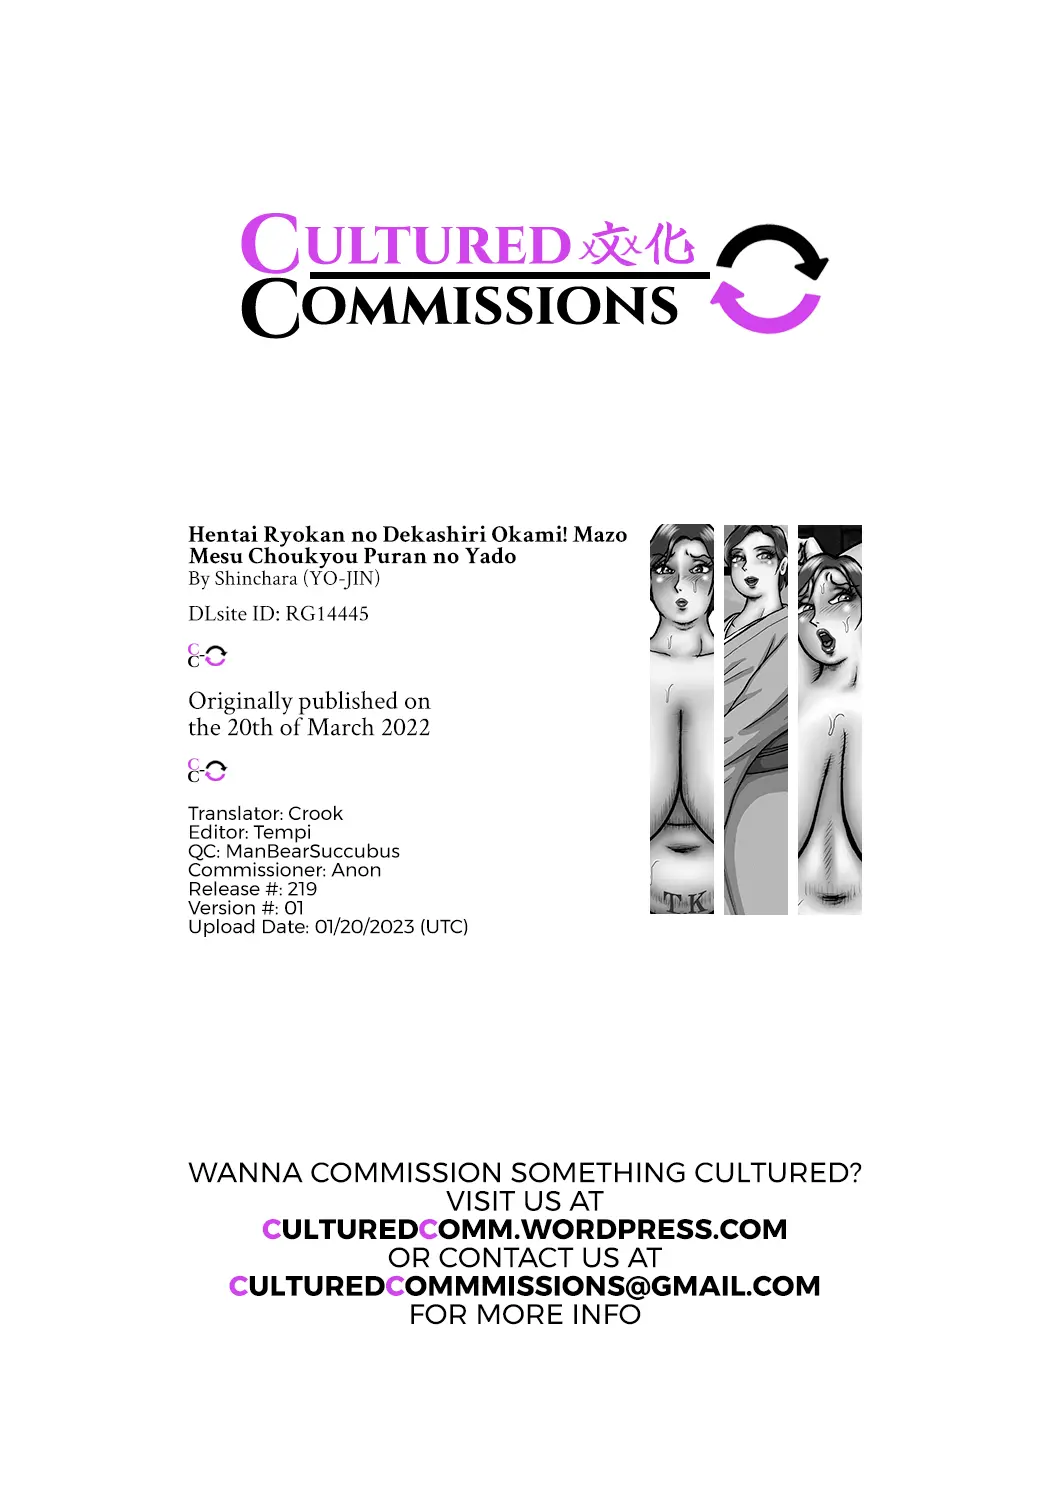 CULTURED 文化
COMMISSIONS
Hentai Ryokan no Dekashiri Okami! Mazo
Mesu Choukyou Puran no Yado
By Shinchara (YO-JIN)
DLsite ID: RG14445
C-
C
Originally published on
the 20th of March 2022
C-
C
Translator: Crook
Editor: Tempi
QC: ManBearSuccubus
Commissioner: Anon
Release #: 219
Version #: 01
Upload Date: 01/20/2023 (UTC)
TK
WANNA COMMISSION SOMETHING CULTURED?
VISIT US AT
CULTUREDCOMM.WORDPRESS.COM
OR CONTACT US AT
CULTUREDCOMMMISSIONS@GMAIL.COM
FOR MORE INFO